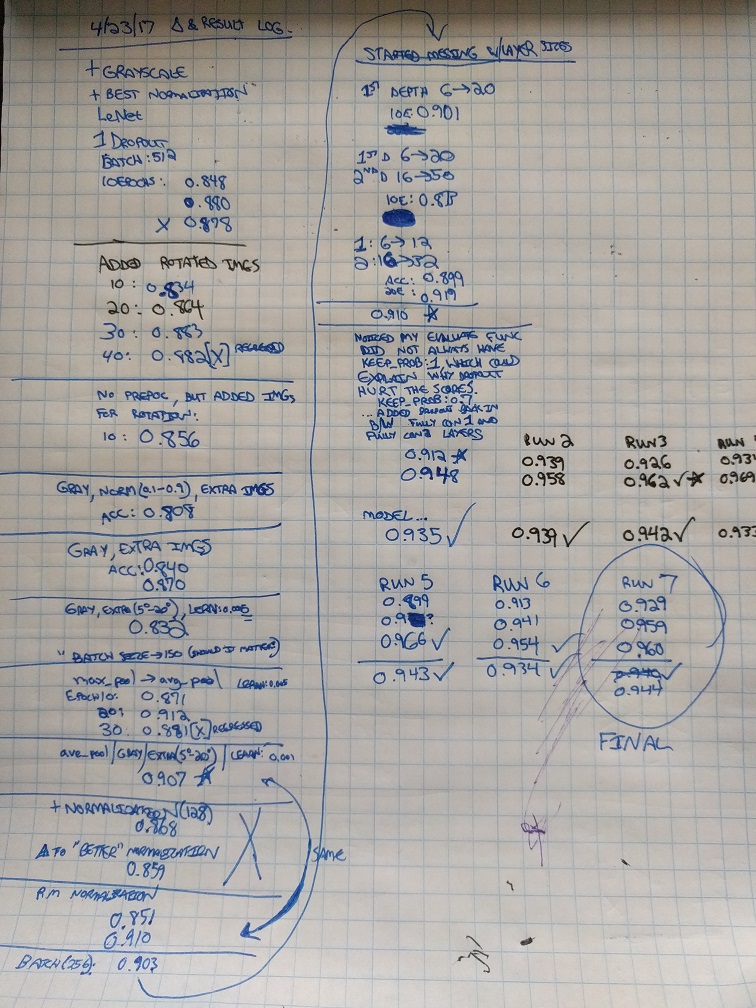 4/23/17 Δ & RESULT LOG.
+ GRAYSCALE
+ BEST NORMALIZATION
LeNet
1 DROPOUT
BATCH: 512
10EPOCHS: 0.848
0.880
X 0.878
ADDED ROTATED IMGS
10: 0.834
20: 0.864
30: 0.883
40: 0.882[X] REGRESSED
NO PREPOC, BUT ADDED IMGS
FOR ROTATION:
10: 0.856
GRAY, NORM(0.1-0.9), EXTRA IMGS
ACC: 0.808
GRAY, EXTRA IMGS
ACC: 0.840
0.870
GRAY, EXTRA(5°-20°), LEARN: 0.005
0.832
" BATCH SIZE → 150 (SHOULD IT MATTER?)
max_pool → avg_pool LEARN: 0.005
EPOCH 10: 0.871
20: 0.912
30: 0.881[X] REGRESSED
ave_pool | GRAY | EXTRA(5°-20°) | LEARN: 0.001
0.907 ☆
+ NORMALIZATION(128)
0.868
Δ TO "BETTER" NORMALIZATION
0.859
SAME
RM NORMALIZATION
0.851
0.910
BATCH(256): 0.903
STARTED MESSING W/LAYER SIZES
1ST DEPTH 6→20
10E: 0.901
1ST D 6→20
2ND D 16→50
10E:
1: 6→12
2: 16→32
ACC: 0.899
20E: 0.919
0.910 ☆
NOTICED MY EVALUATE FUNC
DID NOT ALWAYS HAVE
KEEP_PROB: 1, WHICH COULD
EXPLAIN WHY DROPOUT
HURT THE SCORES.
KEEP_PROB: 0.7
... ADDED DROPOUT BACK IN
B/W FULLY CON 1 AND
FULLY CON 2 LAYERS
0.912 ☆
0.948
RUN 2
0.939
0.958
RUN 3
0.926
0.962 ✓ ☆
RUN
0.969
MODEL...
0.935 ✓ 0.939 ✓ 0.942 ✓ 0.933
RUN 5
0.899
0.9 ?
0.966 ✓
0.943 ✓
RUN 6
0.913
0.941
0.954 ✓
0.934 ✓
RUN 7
0.929
0.959
0.960
0.940 ✓
0.944
FINAL